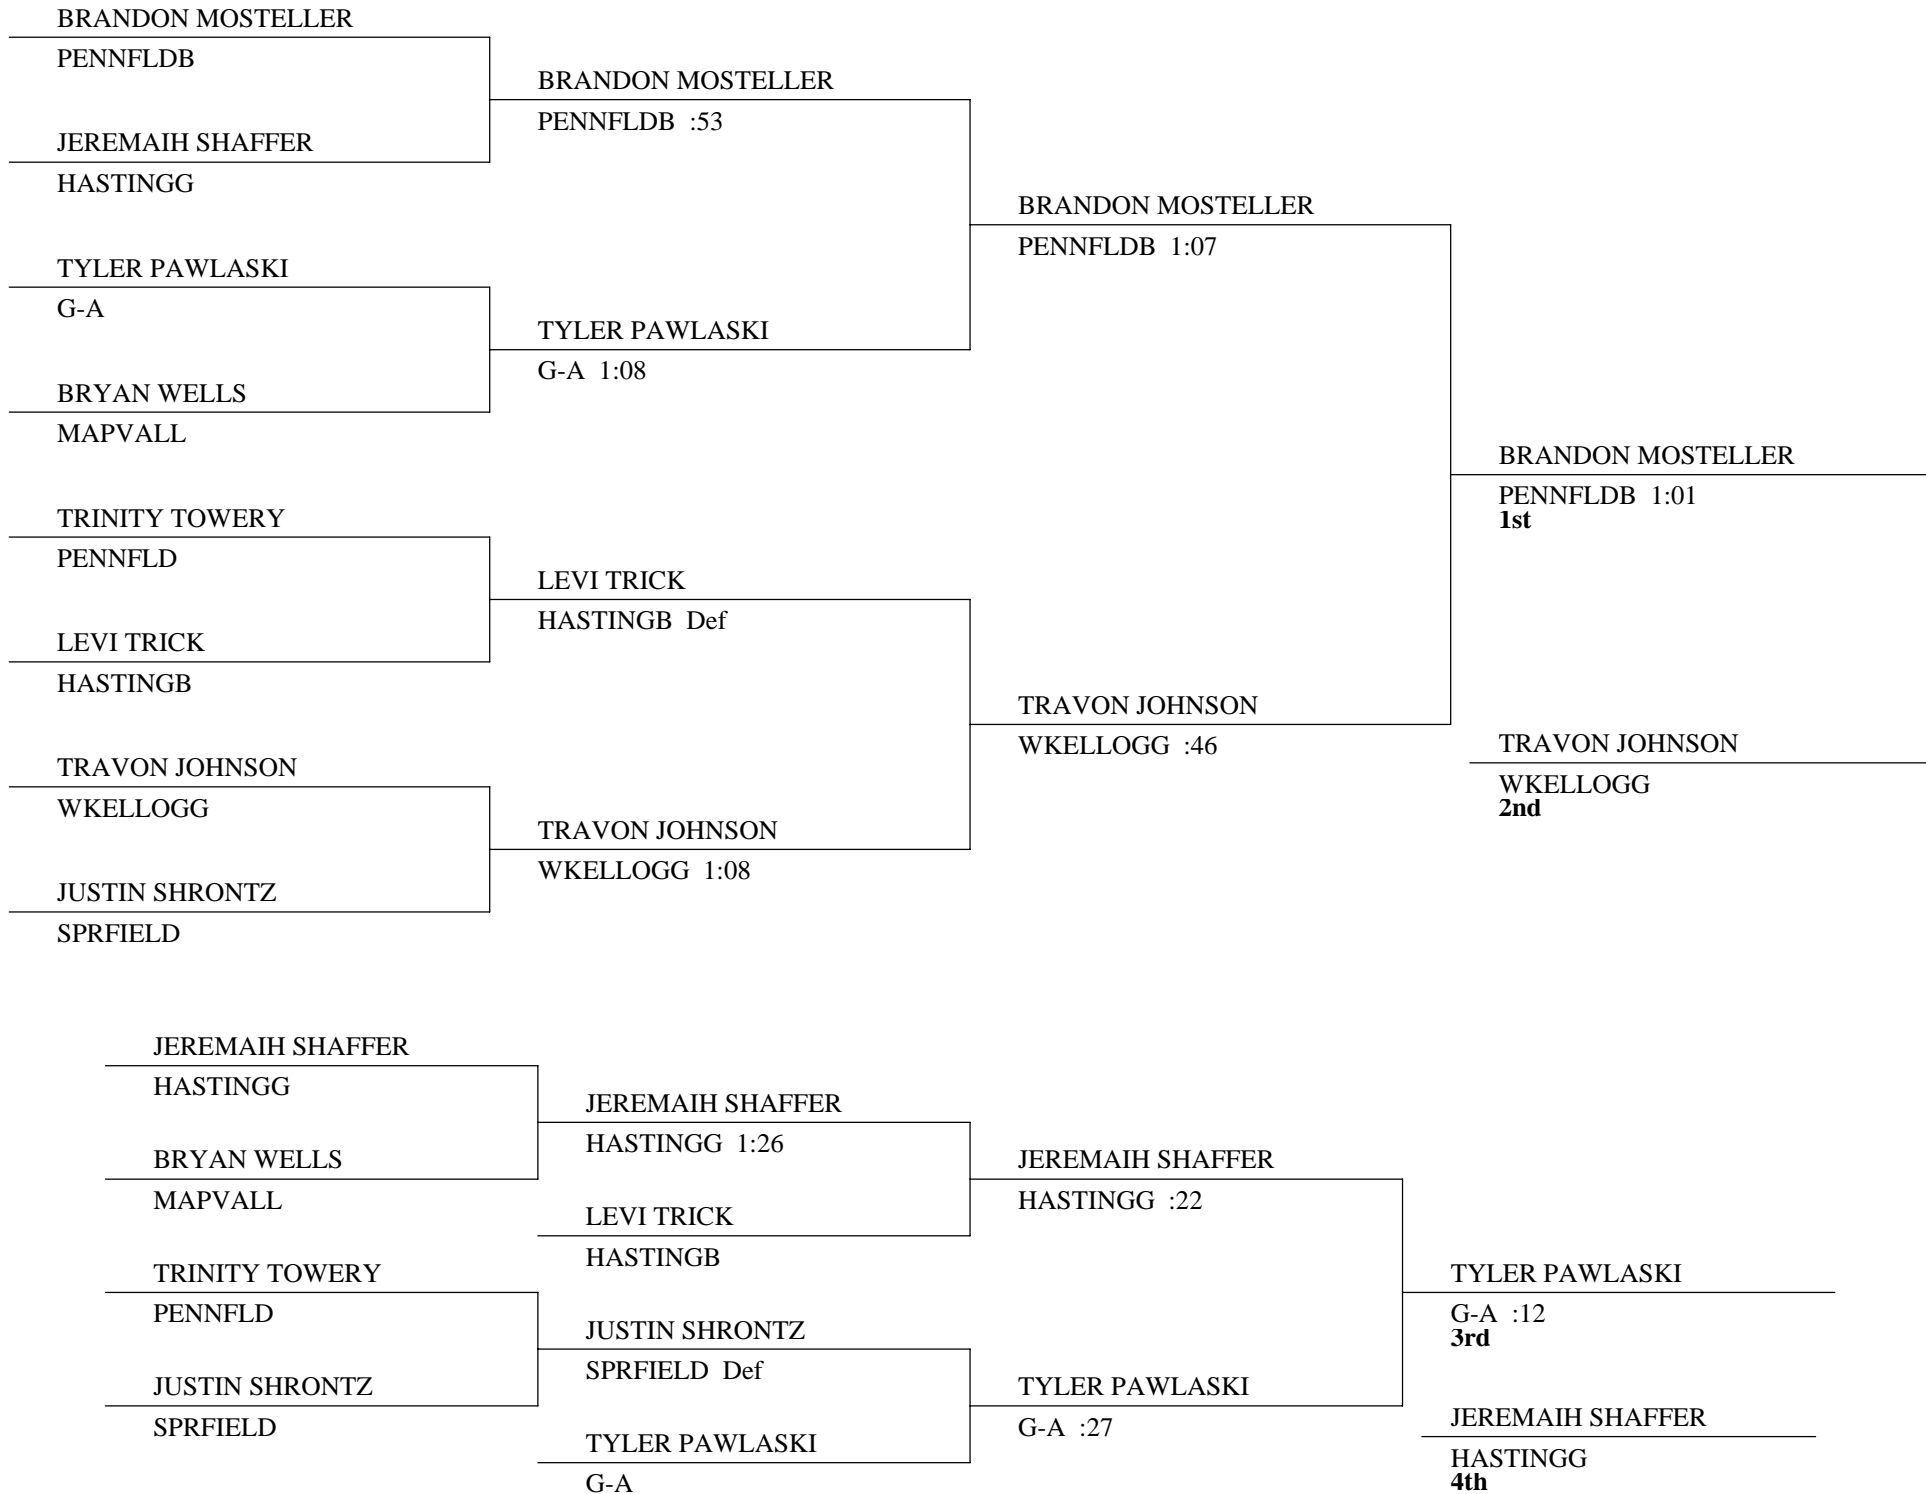 BRANDON MOSTELLER
PENNFLDB
JEREMAIH SHAFFER
HASTINGG
TYLER PAWLASKI
G-A
BRYAN WELLS
MAPVALL
TRINITY TOWERY
PENNFLD
LEVI TRICK
HASTINGB
TRAVON JOHNSON
WKELLOGG
JUSTIN SHRONTZ
SPRFIELD
BRANDON MOSTELLER
PENNFLDB :53
TYLER PAWLASKI
G-A 1:08
LEVI TRICK
HASTINGB Def
TRAVON JOHNSON
WKELLOGG 1:08
BRANDON MOSTELLER
PENNFLDB 1:07
TRAVON JOHNSON
WKELLOGG :46
BRANDON MOSTELLER
PENNFLDB 1:01
1st
TRAVON JOHNSON
WKELLOGG
2nd
JEREMAIH SHAFFER
HASTINGG
BRYAN WELLS
MAPVALL
TRINITY TOWERY
PENNFLD
JUSTIN SHRONTZ
SPRFIELD
JEREMAIH SHAFFER
HASTINGG 1:26
LEVI TRICK
HASTINGB
JUSTIN SHRONTZ
SPRFIELD Def
TYLER PAWLASKI
G-A
JEREMAIH SHAFFER
HASTINGG :22
TYLER PAWLASKI
G-A :27
TYLER PAWLASKI
G-A :12
3rd
JEREMAIH SHAFFER
HASTINGG
4th